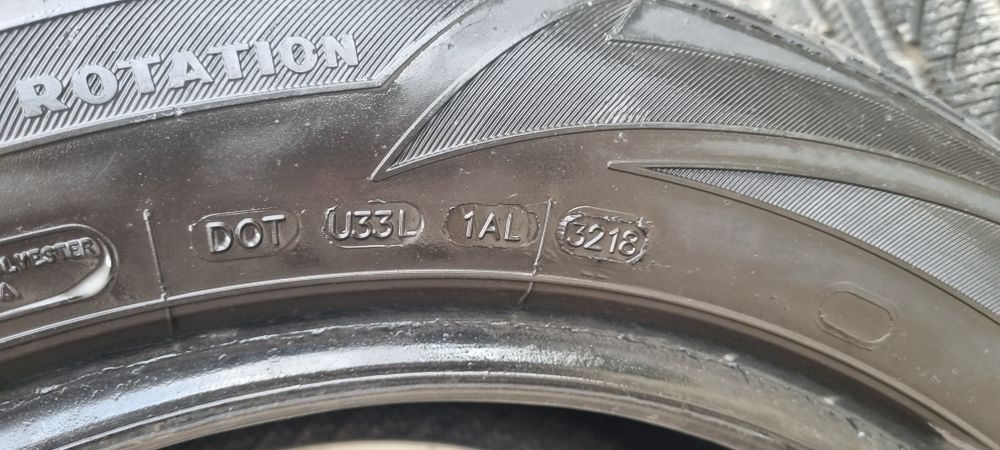 ROTATION
DOT U33L 1AL 3218